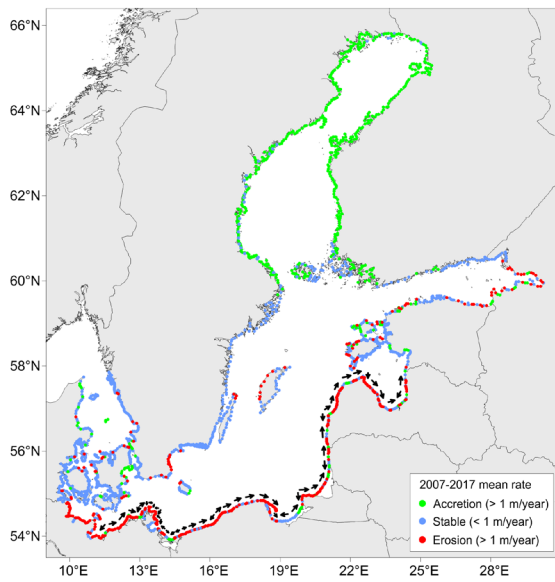 66°N
64°N
62°N
60°N
58°N
56°N
54°N
10°E
13°E
16°E
19°E
22°E
25°E
28°E
2007-2017 mean rate
Accretion (> 1 m/year)
Stable (< 1 m/year)
Erosion (> 1 m/year)